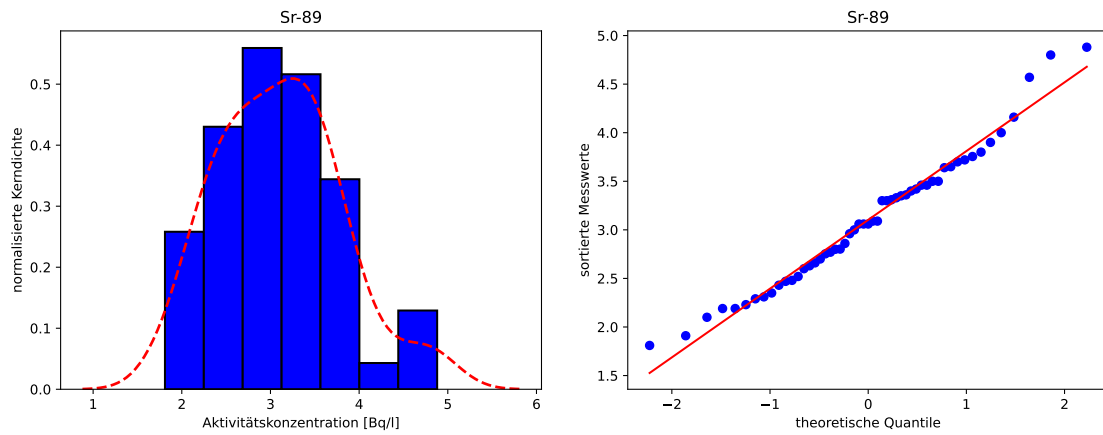 Sr-89
normalisierte Kerndichte
0.5
0.4
0.3
0.2
0.1
0.0
1 2 3 4 5 6
Aktivitätskonzentration [Bq/l]
Sr-89
sortierte Messwerte
5.0
4.5
4.0
3.5
3.0
2.5
2.0
1.5
−2 −1 0 1 2
theoretische Quantile